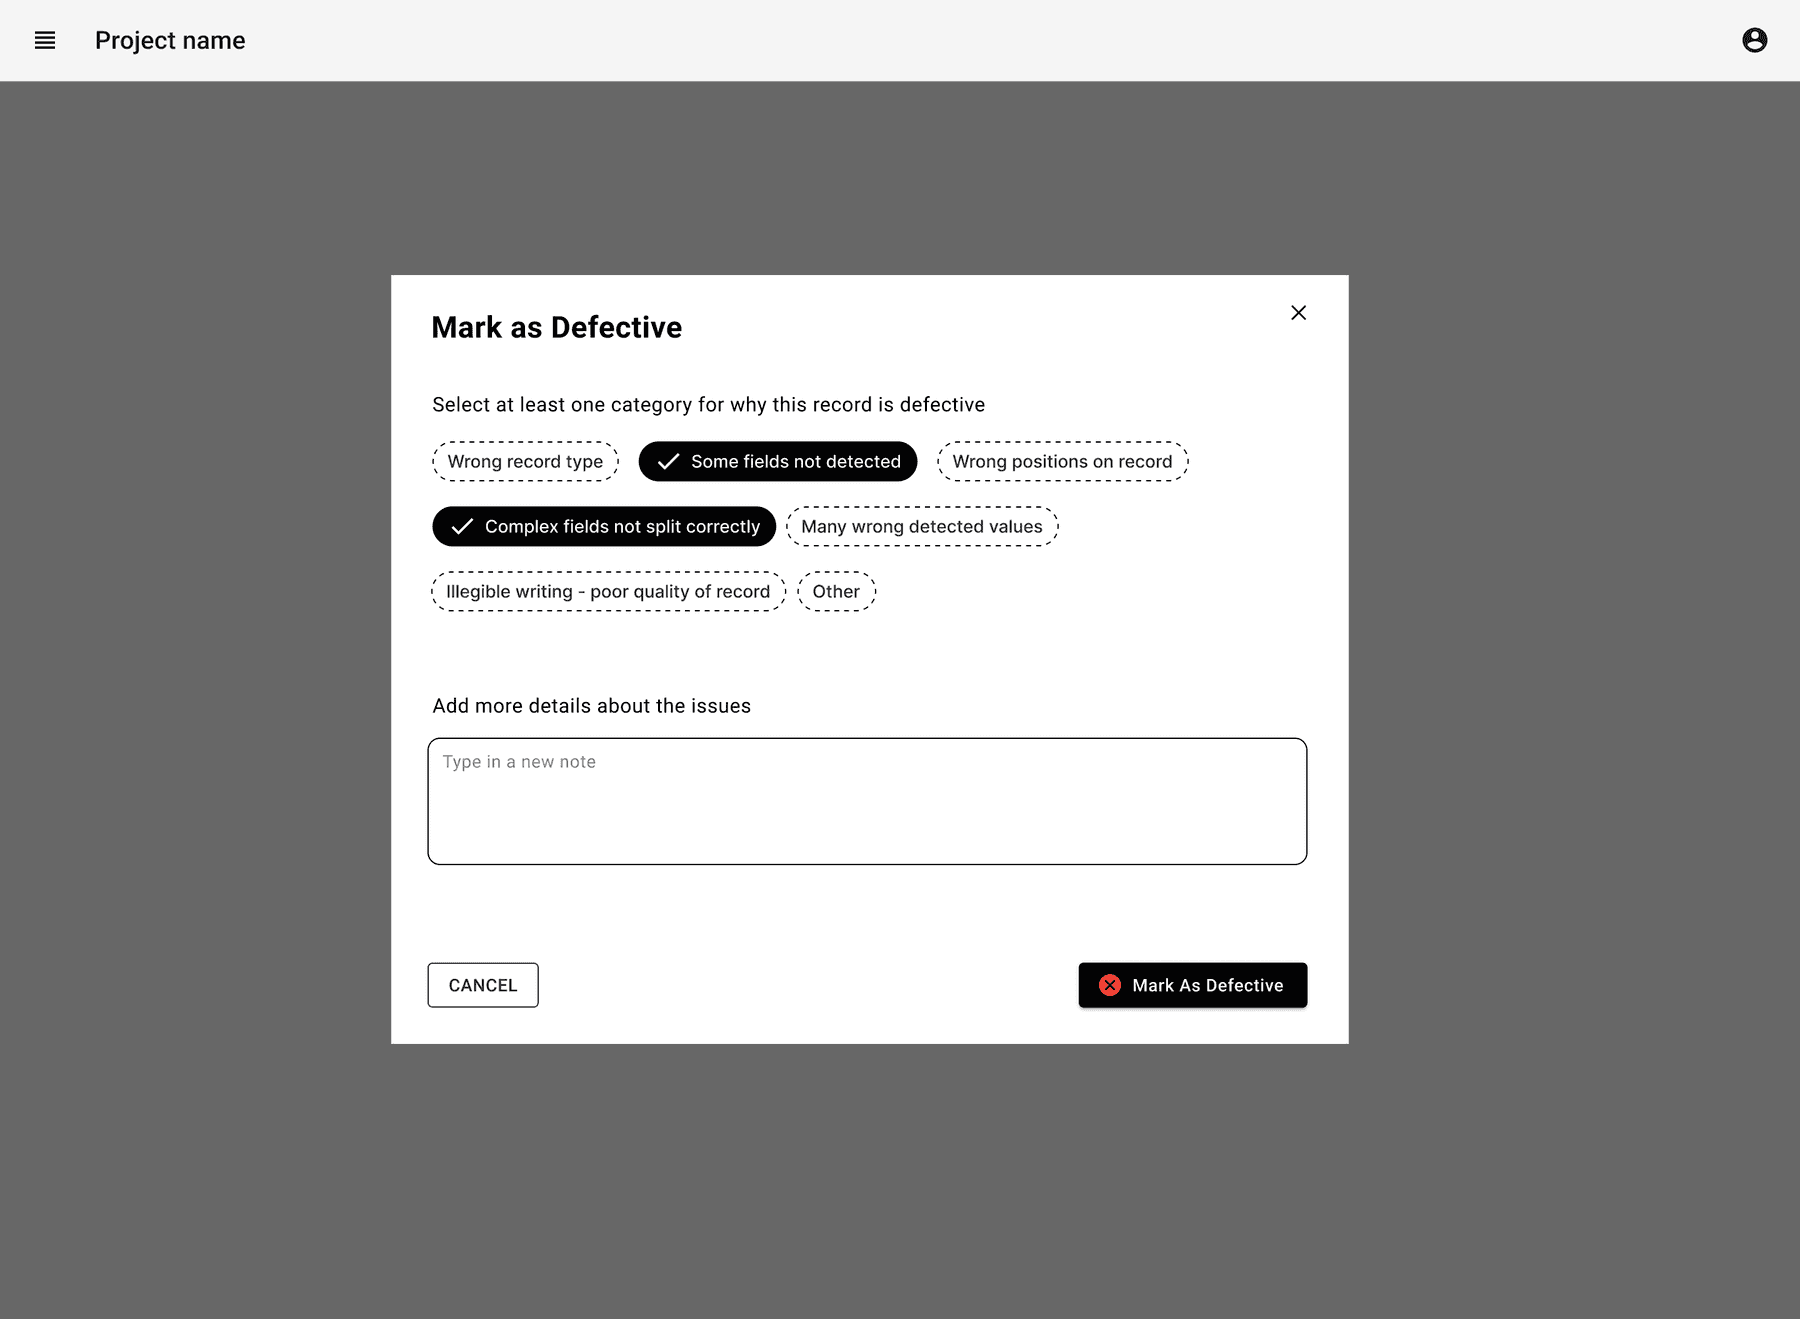 Project name
Mark as Defective
Select at least one category for why this record is defective
Wrong record type Some fields not detected Wrong positions on record
Complex fields not split correctly Many wrong detected values
Illegible writing - poor quality of record Other
Add more details about the issues
Type in a new note
CANCEL Mark As Defective